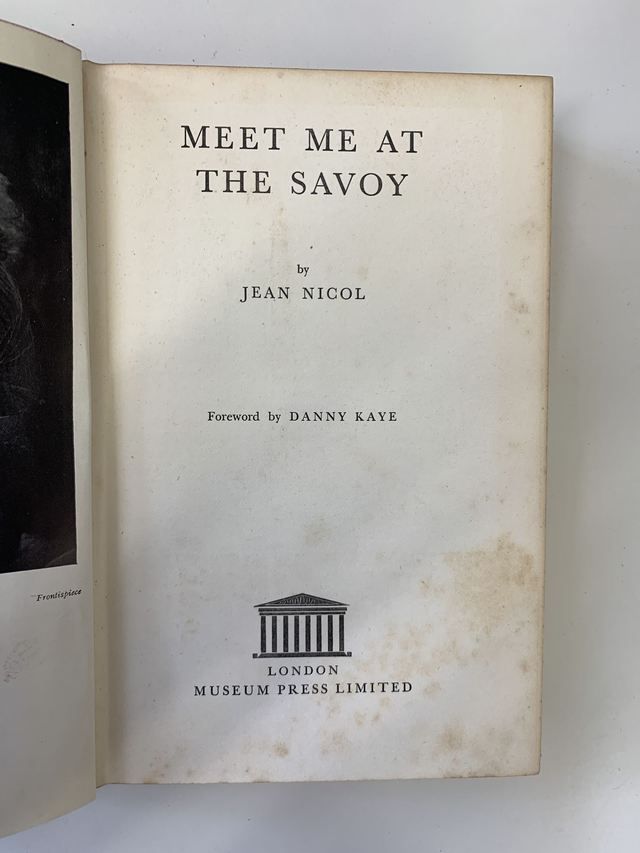 MEET ME AT
THE SAVOY
by
JEAN NICOL
Foreword by DANNY KAYE
Frontispiece
LONDON
MUSEUM PRESS LIMITED